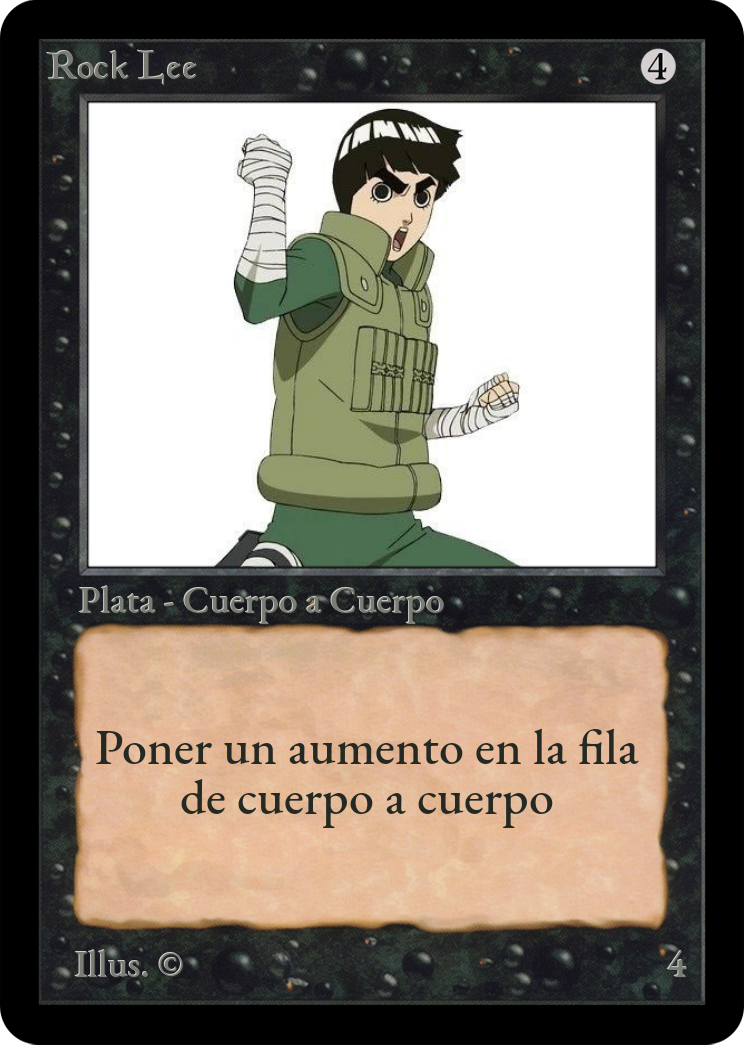 Rock Lee
4
Plata - Cuerpo a Cuerpo
Poner un aumento en la fila
de cuerpo a cuerpo
Illus. ©
4